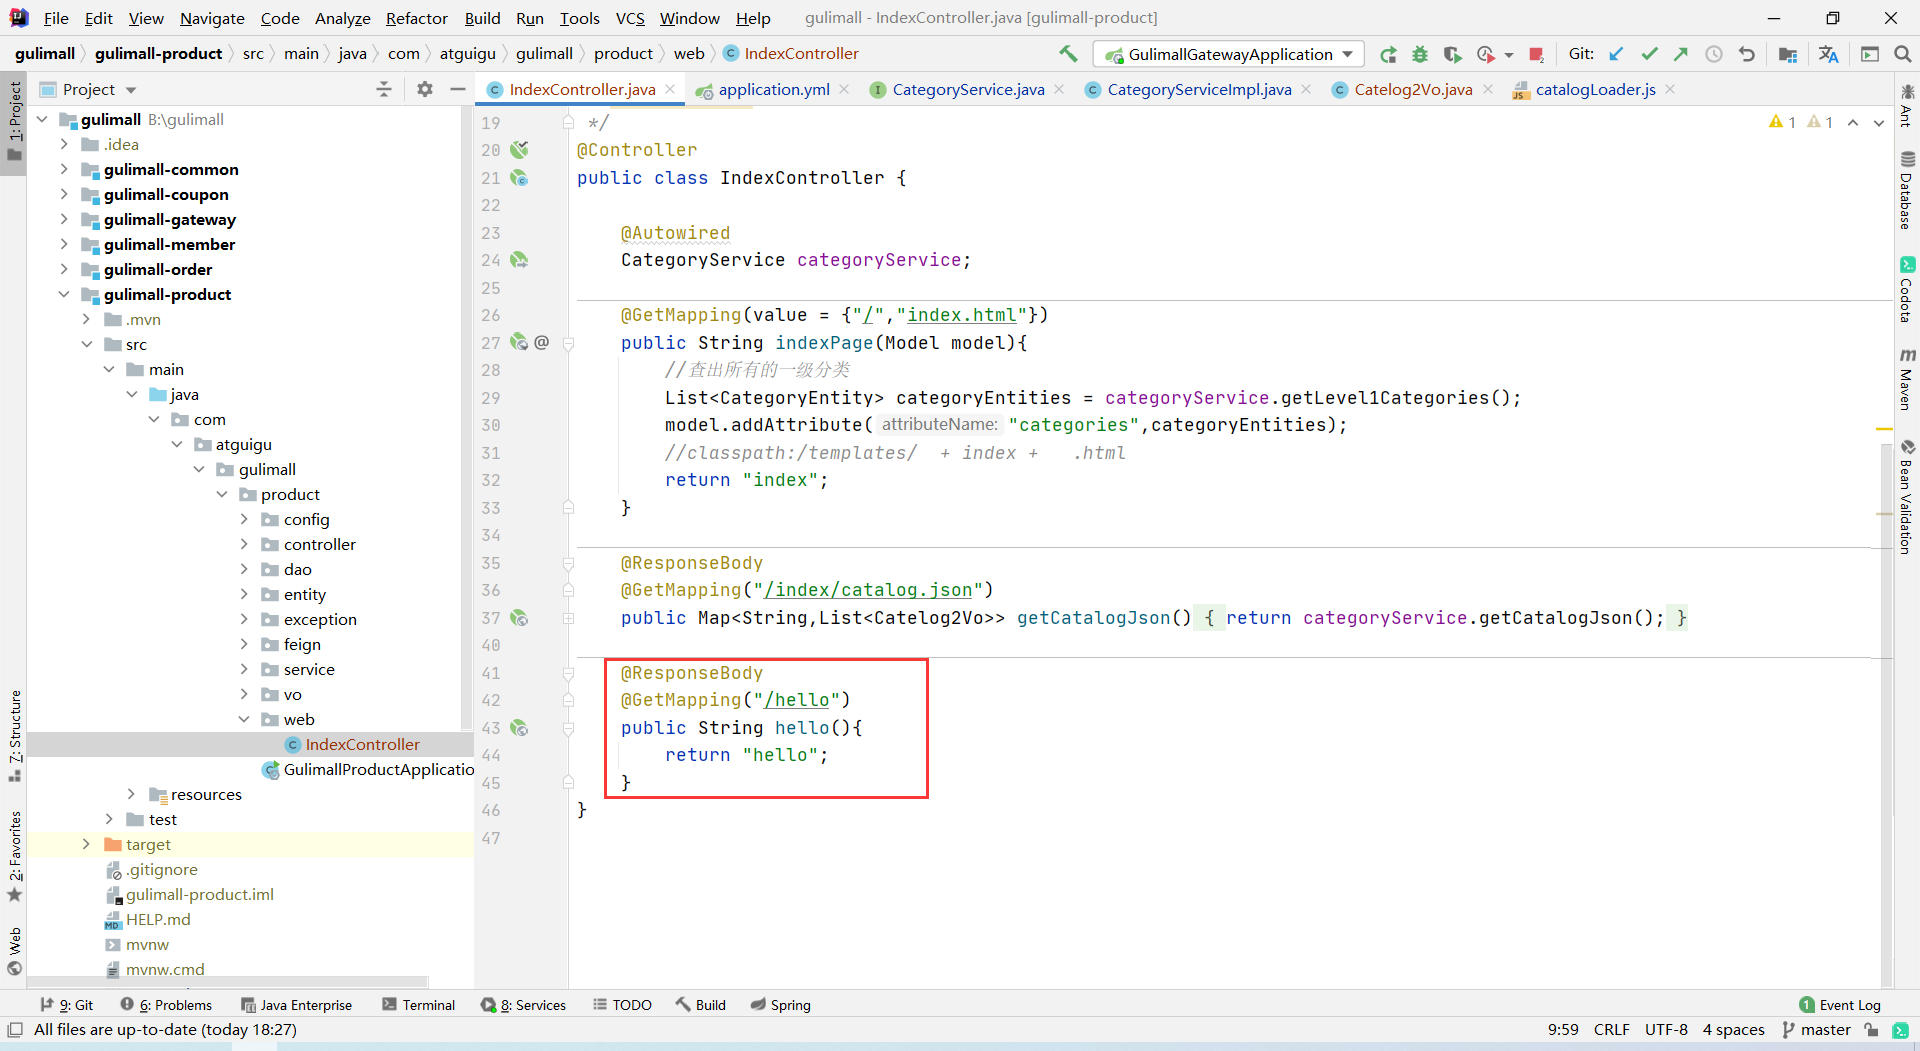 File Edit View Navigate Code Analyze Refactor Build Run Tools VCS Window Help gulimall - IndexController.java [gulimall-product]
gulimall gulimall-product src main java com atguigu gulimall product web IndexController GulimallGatewayApplication Git:
Project
IndexController.java application.yml CategoryService.java CategoryServiceImpl.java Catelog2Vo.java catalogLoader.js
1: Project
7: Structure
2: Favorites
Web
gulimall B:\gulimall
.idea
gulimall-common
gulimall-coupon
gulimall-gateway
gulimall-member
gulimall-order
gulimall-product
.mvn
src
main
java
com
atguigu
gulimall
product
config
controller
dao
entity
exception
feign
service
vo
web
IndexController
GulimallProductApplicatio
resources
test
target
.gitignore
gulimall-product.iml
HELP.md
mvnw
mvnw.cmd
1 1
19 */
20 @Controller
21 public class IndexController {
22
23 @Autowired
24 CategoryService categoryService;
25
26 @GetMapping(value = {"/","index.html"})
27 public String indexPage(Model model){
28 //查出所有的一级分类
29 List<CategoryEntity> categoryEntities = categoryService.getLevel1Categories();
30 model.addAttribute( attributeName: "categories",categoryEntities);
31 //classpath:/templates/ + index + .html
32 return "index";
33 }
34
35 @ResponseBody
36 @GetMapping("/index/catalog.json")
37 public Map<String,List<Catelog2Vo>> getCatalogJson() { return categoryService.getCatalogJson(); }
40
41 @ResponseBody
42 @GetMapping("/hello")
43 public String hello(){
44 return "hello";
45 }
46 }
47
Ant
Database
Codota
Maven
Bean Validation
9: Git 6: Problems Java Enterprise Terminal 8: Services TODO Build Spring 1 Event Log
All files are up-to-date (today 18:27) 9:59 CRLF UTF-8 4 spaces master